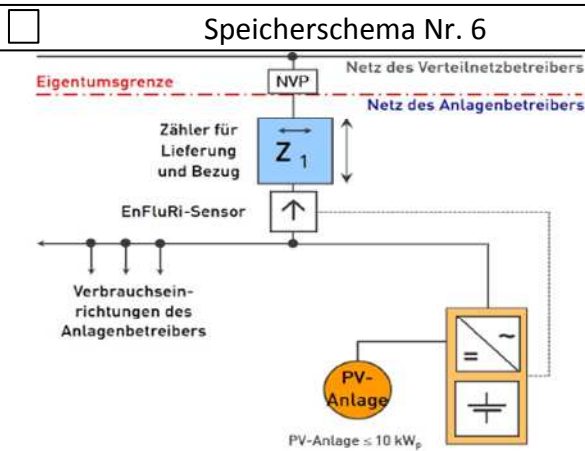 Speicherschema Nr. 6
Netz des Verteilnetzbetreibers
Eigentumsgrenze
NVP
Netz des Anlagenbetreibers
Zähler für
Lieferung
und Bezug
Z 1
EnFluRi-Sensor
Verbrauchsein-
richtungen des
Anlagenbetreibers
PV-
Anlage
PV-Anlage ≤ 10 kWp